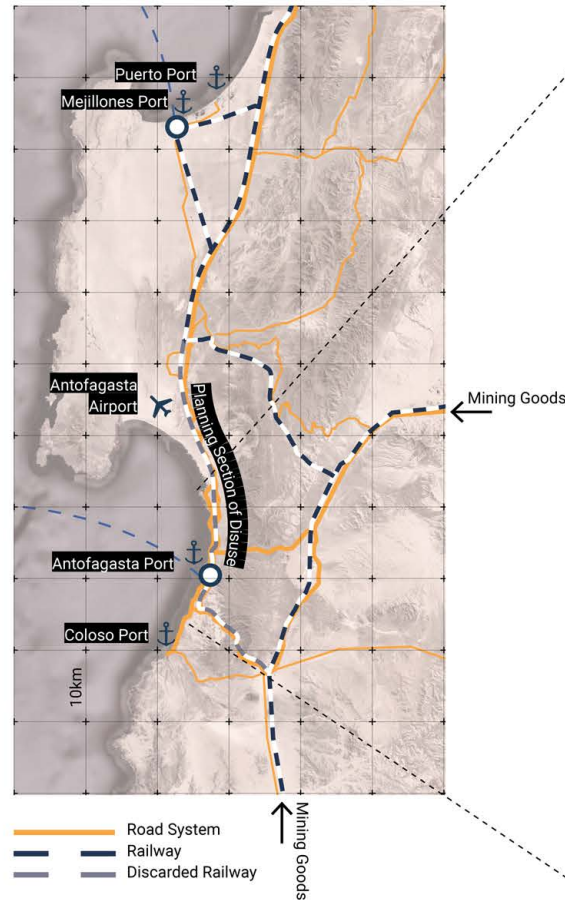 Puerto Port
Mejillones Port
Antofagasta
Airport
Planning Section of Disuse
Mining Goods
Antofagasta Port
Coloso Port
10km
Mining Goods
Road System
Railway
Discarded Railway